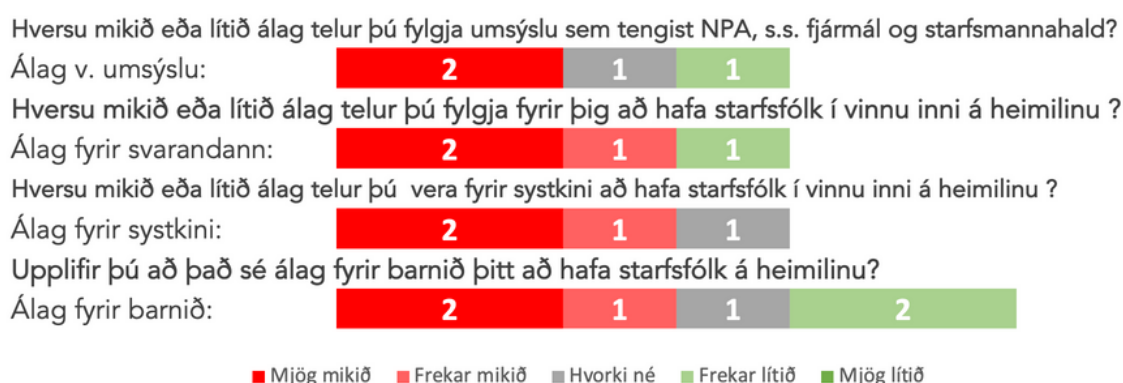 Hversu mikið eða lítið álag telur þú fylgja umsýslu sem tengist NPA, s.s. fjármál og starfsmannahald?
Álag v. umsýslu: 2 1 1
Hversu mikið eða lítið álag telur þú fylgja fyrir þig að hafa starfsfólk í vinnu inni á heimilinu ?
Álag fyrir svarandann: 2 1 1
Hversu mikið eða lítið álag telur þú  vera fyrir systkini að hafa starfsfólk í vinnu inni á heimilinu ?
Álag fyrir systkini: 2 1 1
Upplifir þú að það sé álag fyrir barnið þitt að hafa starfsfólk á heimilinu?
Álag fyrir barnið: 2 1 1 2
Mjög mikið Frekar mikið Hvorki né Frekar lítið Mjög lítið